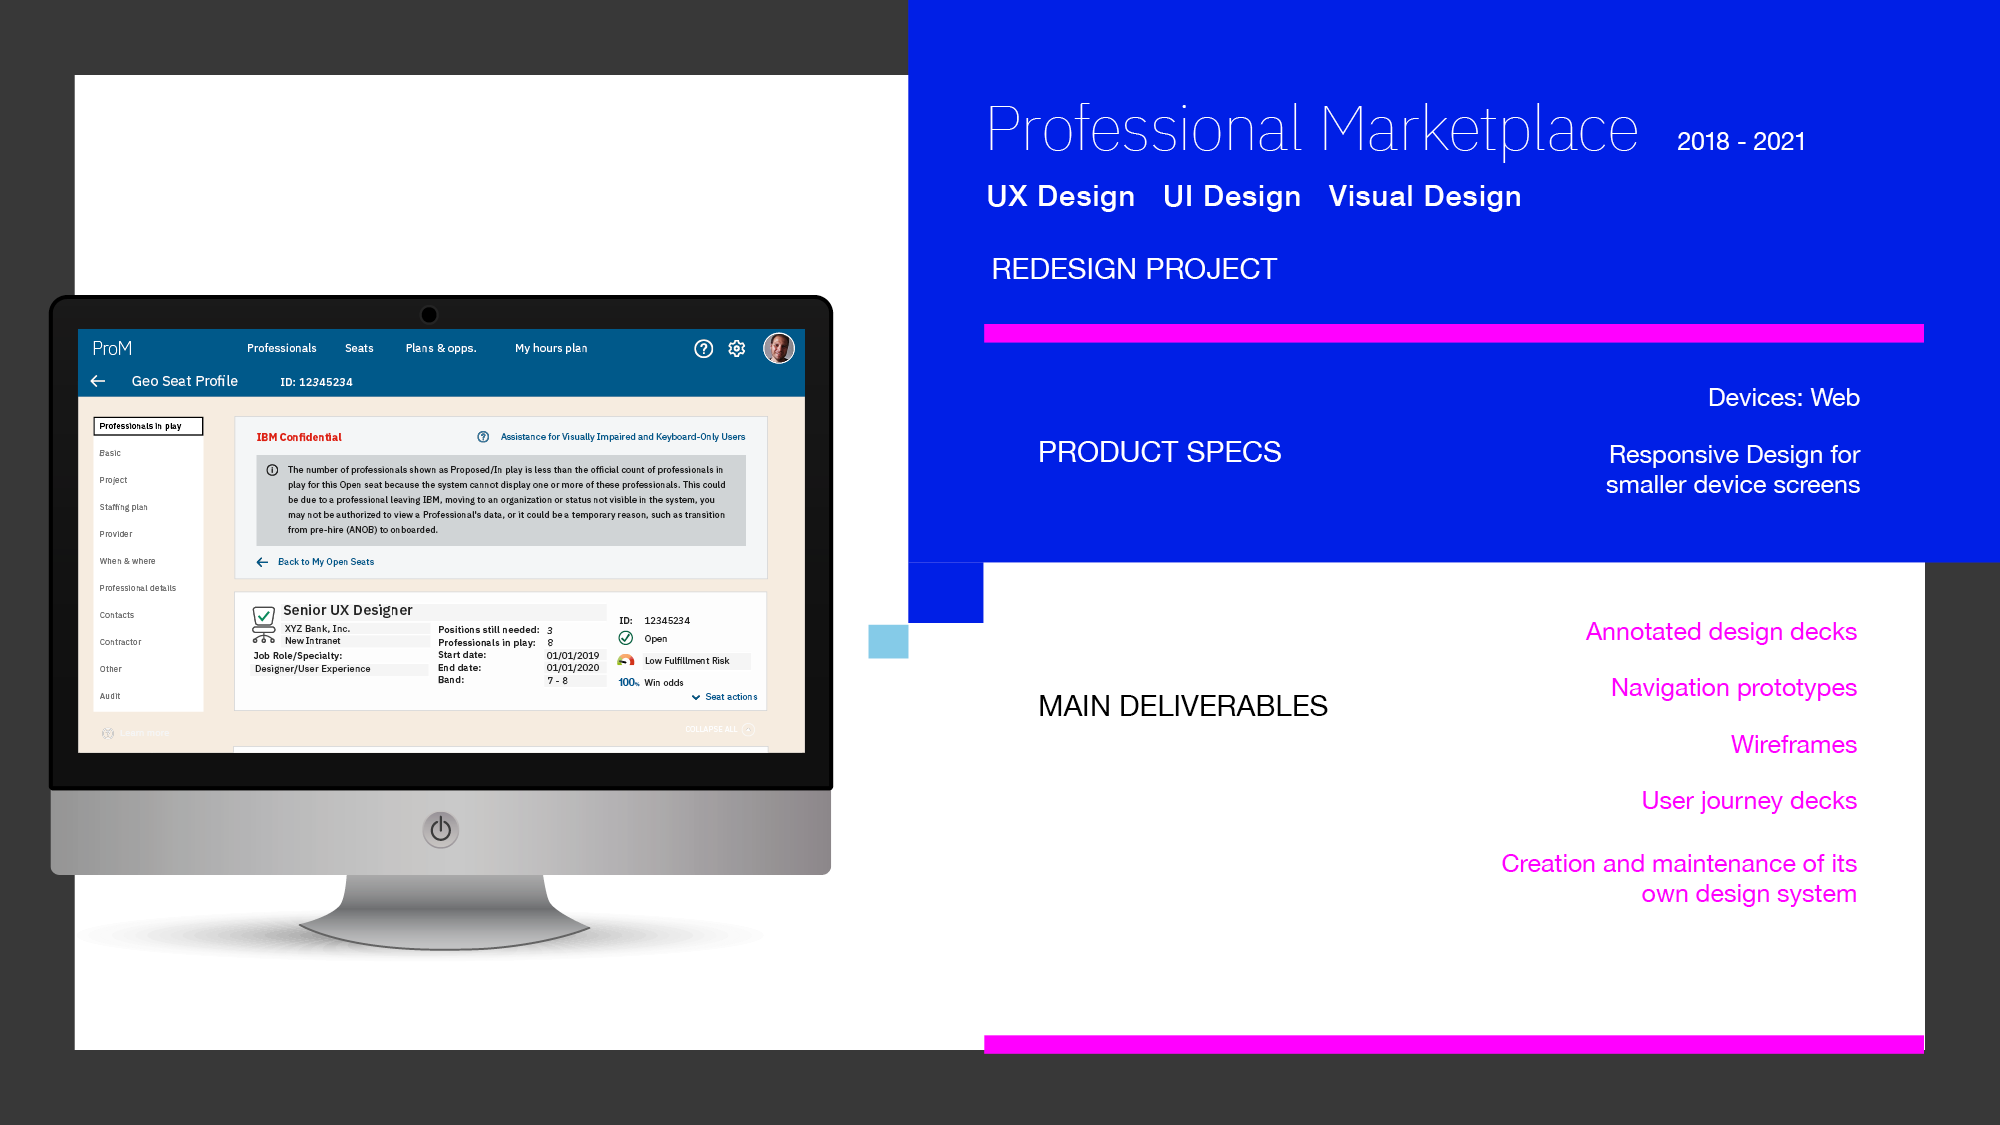 Professional Marketplace 2018 - 2021
UX Design UI Design Visual Design
REDESIGN PROJECT
PRODUCT SPECS
Devices: Web
Responsive Design for
smaller device screens
MAIN DELIVERABLES
Annotated design decks
Navigation prototypes
Wireframes
User journey decks
Creation and maintenance of its
own design system
ProM
Professionals Seats Plans & opps. My hours plan
Geo Seat Profile ID: 12345234
Professionals in play
Basic
Project
Staffing plan
Provider
When & where
Professional details
Contacts
Contractor
Other
Audit
IBM Confidential
Assistance for Visually Impaired and Keyboard-Only Users
The number of professionals shown as Proposed/In play is less than the official count of professionals in
play for this Open seat because the system cannot display one or more of these professionals. This could
be due to a professional leaving IBM, moving to an organization or status not visible in the system, you
may not be authorized to view a Professional's data, or it could be a temporary reason, such as transition
from pre-hire (ANOB) to onboarded.
Back to My Open Seats
Senior UX Designer
XYZ Bank, Inc.
New Intranet
Job Role/Specialty:
Designer/User Experience
Positions still needed: 3
Professionals in play: 8
Start date: 01/01/2019
End date: 01/01/2020
Band: 7 - 8
ID: 12345234
Open
Low Fulfillment Risk
100% Win odds
Seat actions
COLLAPSE ALL